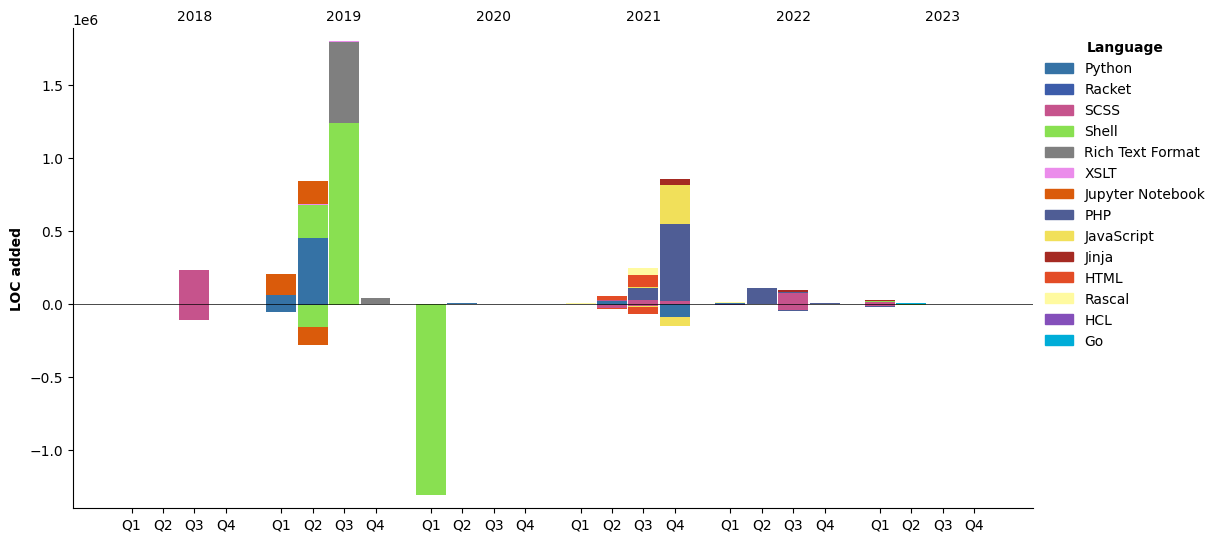 1e6
2018 2019 2020 2021 2022 2023
LOC added
1.5
1.0
0.5
0.0
−0.5
−1.0
Q1 Q2 Q3 Q4 Q1 Q2 Q3 Q4 Q1 Q2 Q3 Q4 Q1 Q2 Q3 Q4 Q1 Q2 Q3 Q4 Q1 Q2 Q3 Q4
Language
Python
Racket
SCSS
Shell
Rich Text Format
XSLT
Jupyter Notebook
PHP
JavaScript
Jinja
HTML
Rascal
HCL
Go